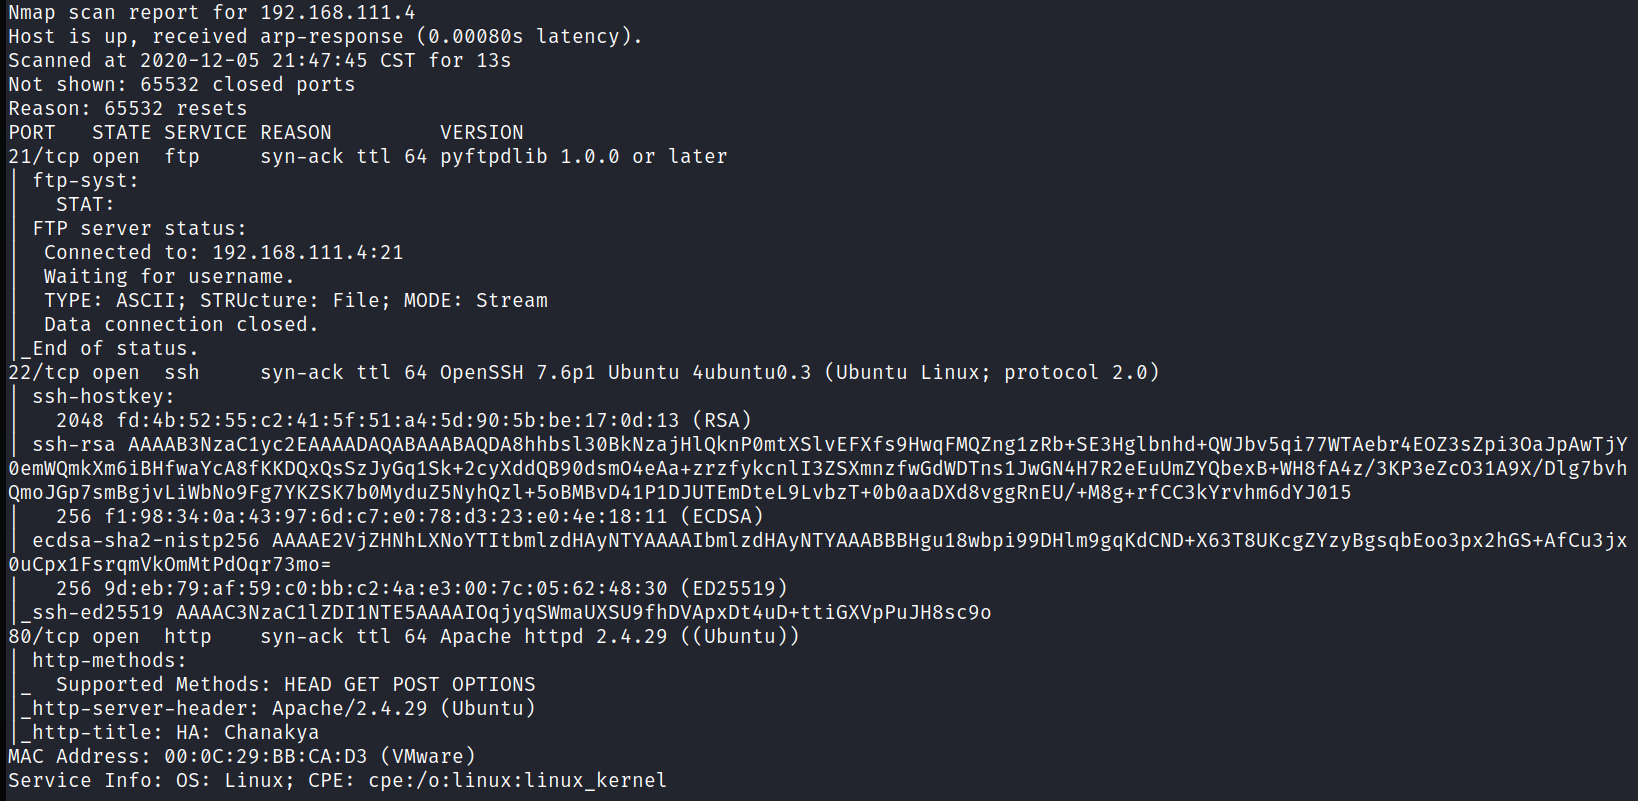 Nmap scan report for 192.168.111.4
Host is up, received arp-response (0.00080s latency).
Scanned at 2020-12-05 21:47:45 CST for 13s
Not shown: 65532 closed ports
Reason: 65532 resets
PORT   STATE SERVICE REASON         VERSION
21/tcp open  ftp     syn-ack ttl 64 pyftpdlib 1.0.0 or later
| ftp-syst:
|   STAT:
| FTP server status:
|  Connected to: 192.168.111.4:21
|  Waiting for username.
|  TYPE: ASCII; STRUcture: File; MODE: Stream
|  Data connection closed.
|_End of status.
22/tcp open  ssh     syn-ack ttl 64 OpenSSH 7.6p1 Ubuntu 4ubuntu0.3 (Ubuntu Linux; protocol 2.0)
| ssh-hostkey:
|   2048 fd:4b:52:55:c2:41:5f:51:a4:5d:90:5b:be:17:0d:13 (RSA)
| ssh-rsa AAAAB3NzaC1yc2EAAAADAQABAAABAQDA8hhbsl30BkNzajHlQknP0mtXSlvEFXfs9HwqFMQZng1zRb+SE3Hglbnhd+QWJbv5qi77WTAebr4EOZ3sZpi3OaJpAwTjY
0emWQmkXm6iBHfwaYcA8fKKDQxQsSzJyGq1Sk+2cyXddQB90dsmO4eAa+zrzfykcnlI3ZSXmnzfwGdWDTns1JwGN4H7R2eEuUmZYQbexB+WH8fA4z/3KP3eZcO31A9X/Dlg7bvh
QmoJGp7smBgjvLiWbNo9Fg7YKZSK7b0MyduZ5NyhQzl+5oBMBvD41P1DJUTEmDteL9LvbzT+0b0aaDXd8vggRnEU/+M8g+rfCC3kYrvhm6dYJ015
|   256 f1:98:34:0a:43:97:6d:c7:e0:78:d3:23:e0:4e:18:11 (ECDSA)
| ecdsa-sha2-nistp256 AAAAE2VjZHNhLXNoYTItbmlzdHAyNTYAAAAIbmlzdHAyNTYAAABBBHgu18wbpi99DHlm9gqKdCND+X63T8UKcgZYzyBgsqbEoo3px2hGS+AfCu3jx
0uCpx1FsrqmVkOmMtPdOqr73mo=
|   256 9d:eb:79:af:59:c0:bb:c2:4a:e3:00:7c:05:62:48:30 (ED25519)
|_ssh-ed25519 AAAAC3NzaC1lZDI1NTE5AAAAIOqjyqSWmaUXSU9fhDVApxDt4uD+ttiGXVpPuJH8sc9o
80/tcp open  http    syn-ack ttl 64 Apache httpd 2.4.29 ((Ubuntu))
| http-methods:
|_  Supported Methods: HEAD GET POST OPTIONS
|_http-server-header: Apache/2.4.29 (Ubuntu)
|_http-title: HA: Chanakya
MAC Address: 00:0C:29:BB:CA:D3 (VMware)
Service Info: OS: Linux; CPE: cpe:/o:linux:linux_kernel